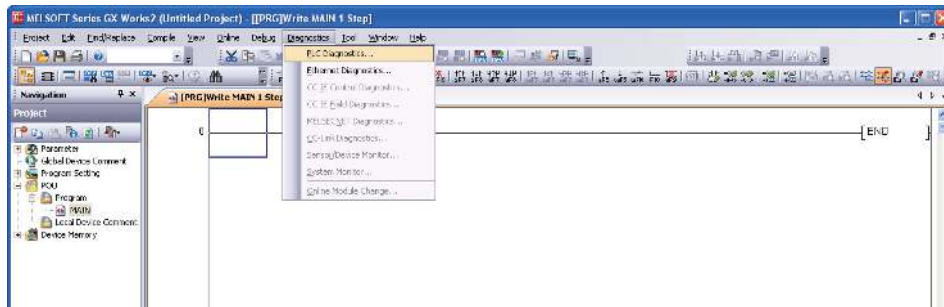 MELSOFT Series GX Works2 (Untitled Project) - [[PRG]Write MAIN 1 Step]
Project Edit Find/Replace Compile View Online Debug Diagnostics Tool Window Help
PLC Diagnostics...
Ethernet Diagnostics...
CC IE Control Diagnostics...
CC IE Field Diagnostics...
MELSECNET Diagnostics...
CC-Link Diagnostics...
Sensor/Device Monitor...
System Monitor...
Online Module Change...
Navigation
[PRG]Write MAIN 1 Step
Project
Parameter
Global Device Comment
Program Setting
POU
Program
MAIN
Local Device Comment
Device Memory
0
[ END ]